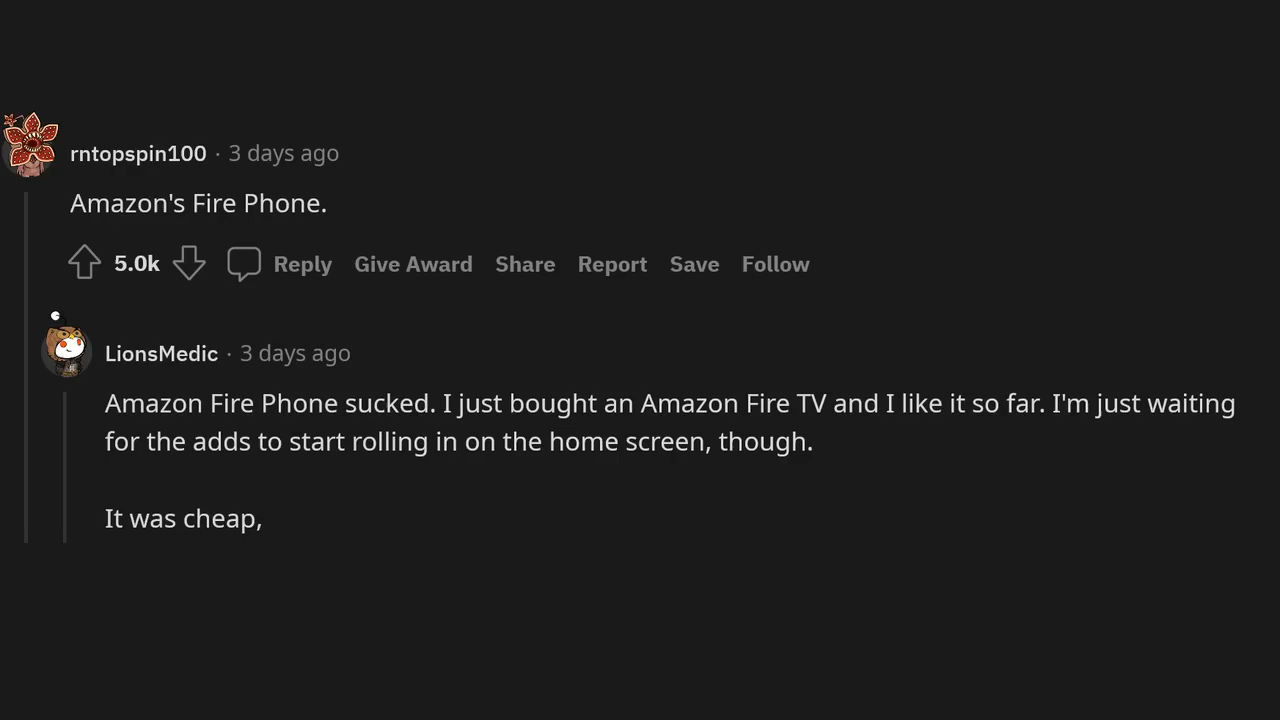 rntopspin100 · 3 days ago
Amazon's Fire Phone.
5.0k Reply Give Award Share Report Save Follow
LionsMedic · 3 days ago
Amazon Fire Phone sucked. I just bought an Amazon Fire TV and I like it so far. I'm just waiting
for the adds to start rolling in on the home screen, though.
It was cheap,